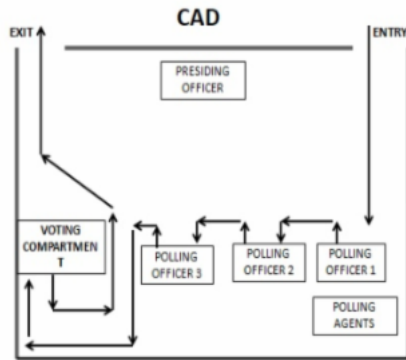 CAD
EXIT
ENTRY
PRESIDING
OFFICER
VOTING
COMPARTMEN
T
POLLING
OFFICER 3
POLLING
OFFICER 2
POLLING
OFFICER 1
POLLING
AGENTS